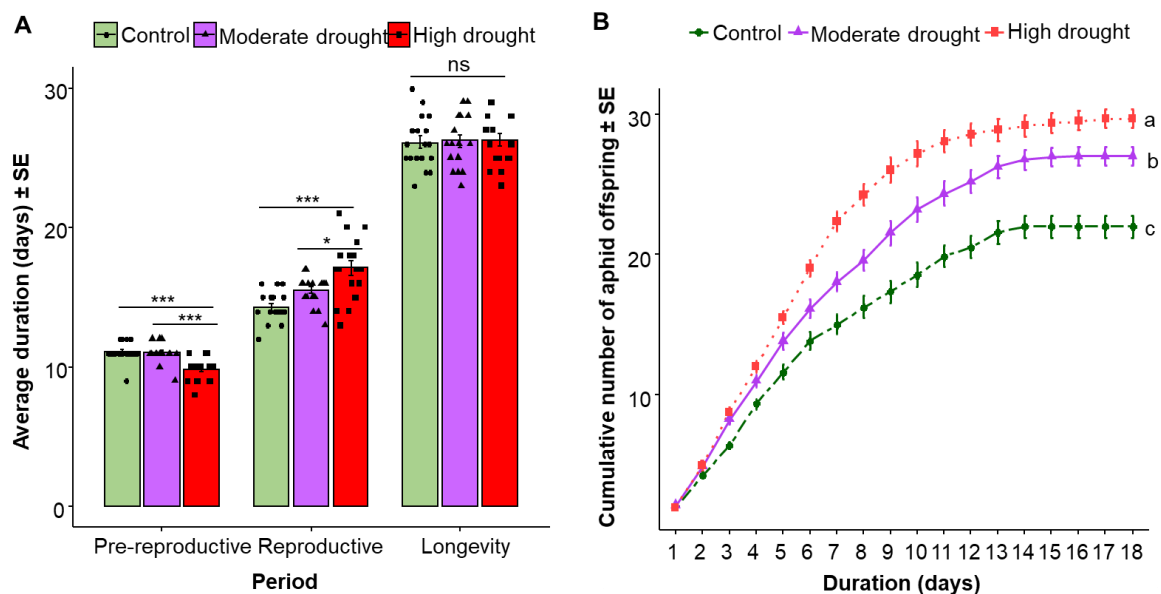 A
Control Moderate drought High drought
Average duration (days) ± SE
30
20
10
0
ns
***
*
***
***
Pre-reproductive Reproductive Longevity
Period
B
Control Moderate drought High drought
Cumulative number of aphid offspring ± SE
30
20
10
a
b
c
1 2 3 4 5 6 7 8 9 10 11 12 13 14 15 16 17 18
Duration (days)